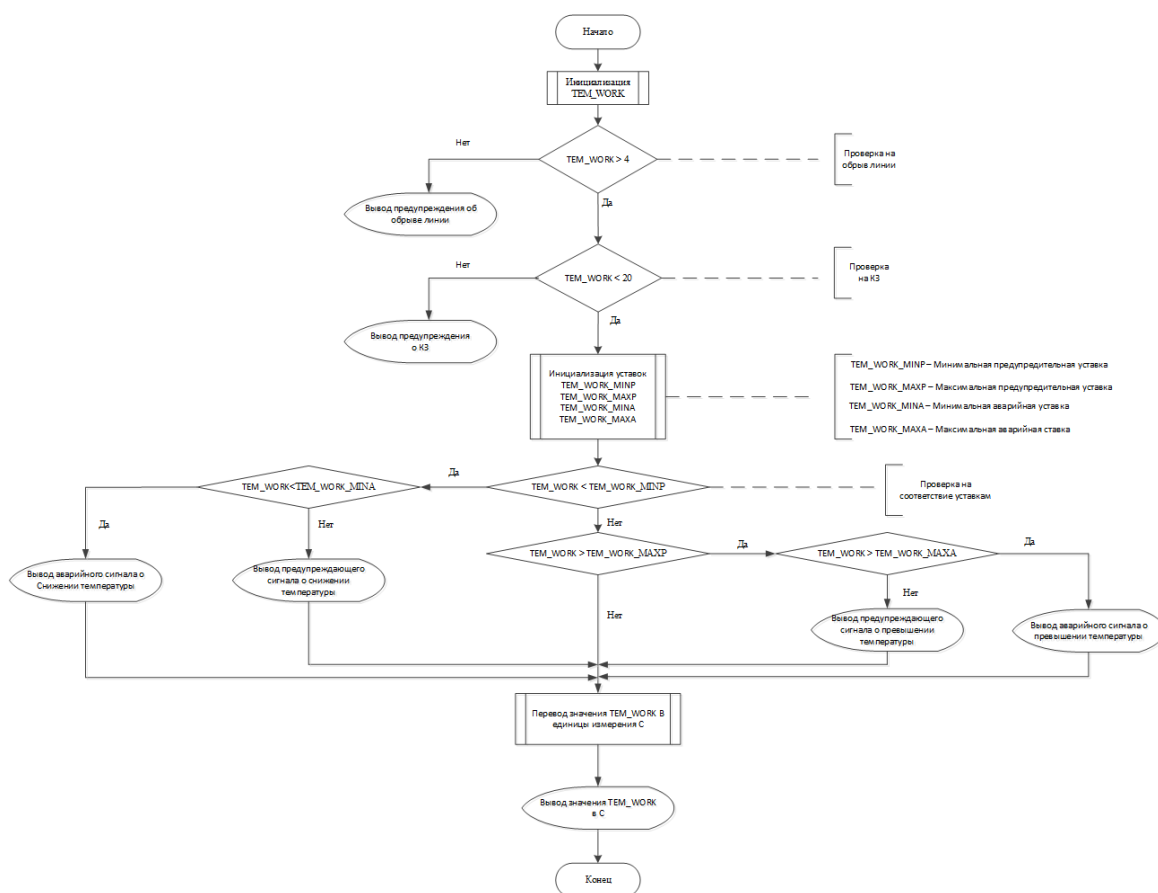 Начало
Инициализация
TEM_WORK
Нет
TEM_WORK > 4
Проверка на
обрыв линии
Вывод предупреждения об
обрыве линии
Да
Нет
TEM_WORK < 20
Проверка
на КЗ
Да
Вывод предупреждения
о КЗ
Инициализация уставок
TEM_WORK_MINP
TEM_WORK_MAXP
TEM_WORK_MINA
TEM_WORK_MAXA
TEM_WORK_MINP – Минимальная предупредительная уставка
TEM_WORK_MAXP – Максимальная предупредительная уставка
TEM_WORK_MINA – Минимальная аварийная уставка
TEM_WORK_MAXA – Максимальная аварийная ставка
TEM_WORK<TEM_WORK_MINA
Да
TEM_WORK < TEM_WORK_MINP
Проверка на
соответствие уставкам
Да
Нет
Нет
TEM_WORK > TEM_WORK_MAXP
Да
TEM_WORK > TEM_WORK_MAXA
Да
Вывод аварийного сигнала о
Снижении температуры
Вывод предупреждающего
сигнала о снижении
температуры
Нет
Нет
Вывод предупреждающего
сигнала о превышении
температуры
Вывод аварийного сигнала о
превышении температуры
Перевод значения TEM_WORK В
единицы измерения С
Вывод значения TEM_WORK
в С
Конец